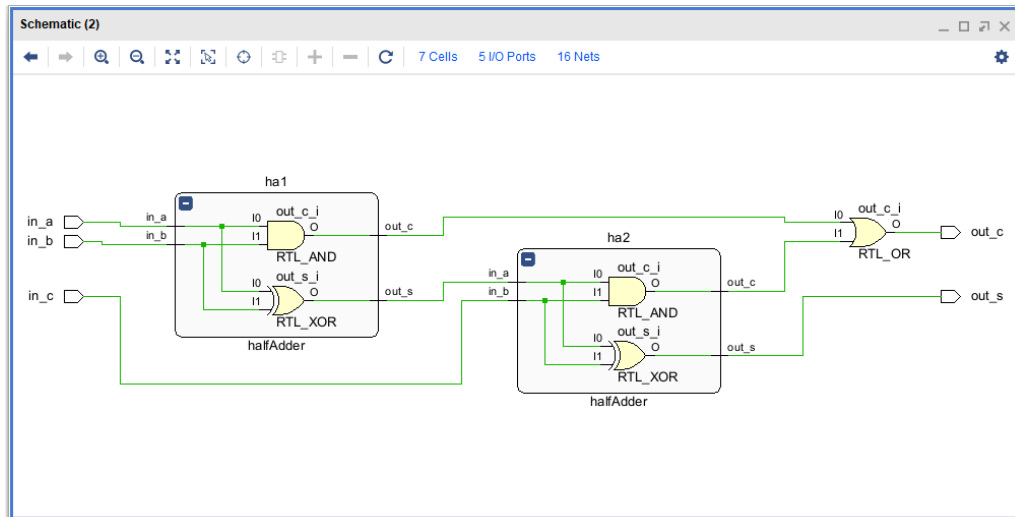 Schematic (2)
7 Cells 5 I/O Ports 16 Nets
ha1
in_a
in_b
in_c
in_a
in_b
I0
I1
out_c_i
O
RTL_AND
out_c
I0
I1
out_s_i
O
RTL_XOR
out_s
halfAdder
ha2
in_a
in_b
I0
I1
out_c_i
O
RTL_AND
out_c
I0
I1
out_s_i
O
RTL_XOR
out_s
halfAdder
I0
I1
out_c_i
O
RTL_OR
out_c
out_s